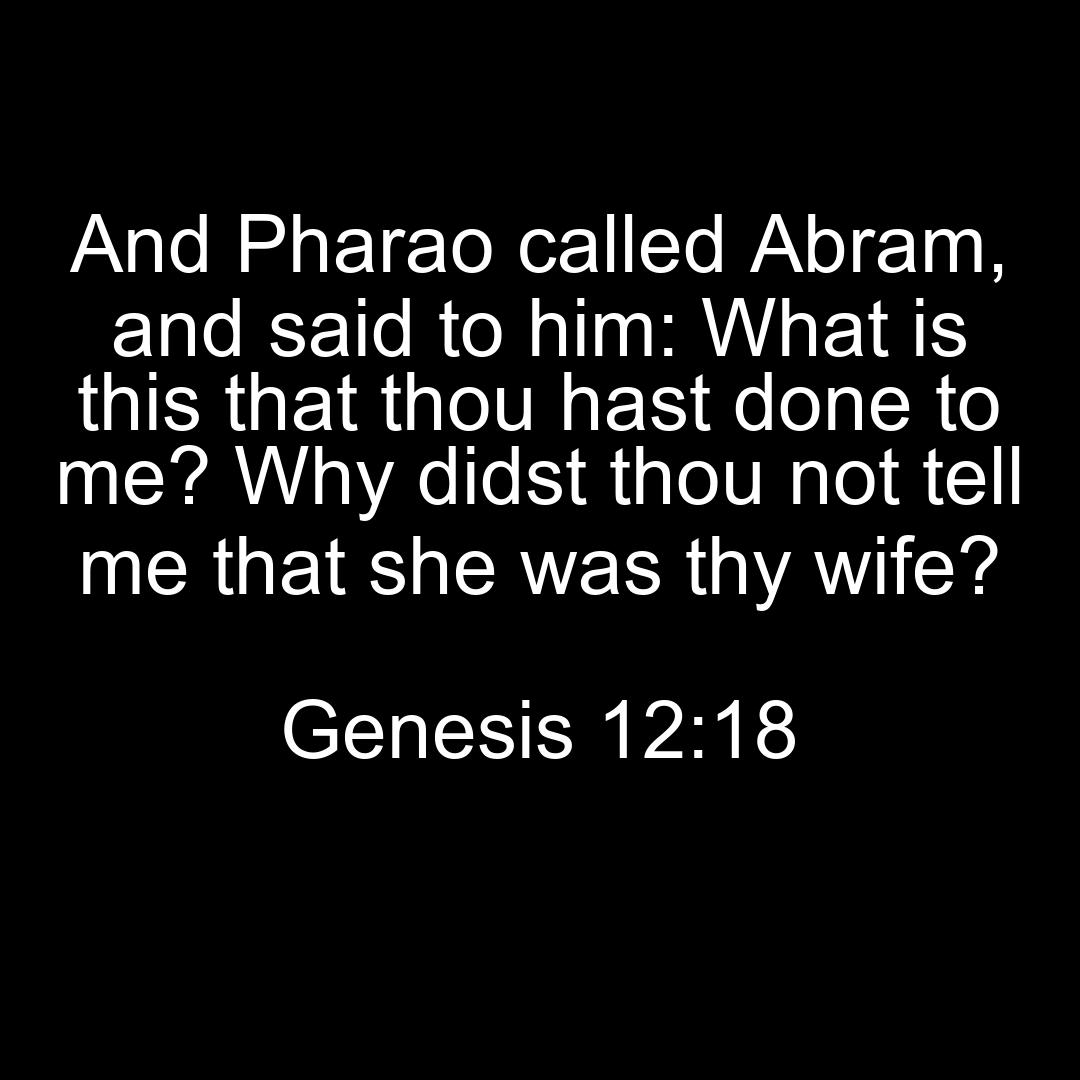 And Pharao called Abram,
and said to him: What is
this that thou hast done to
me? Why didst thou not tell
me that she was thy wife?
Genesis 12:18